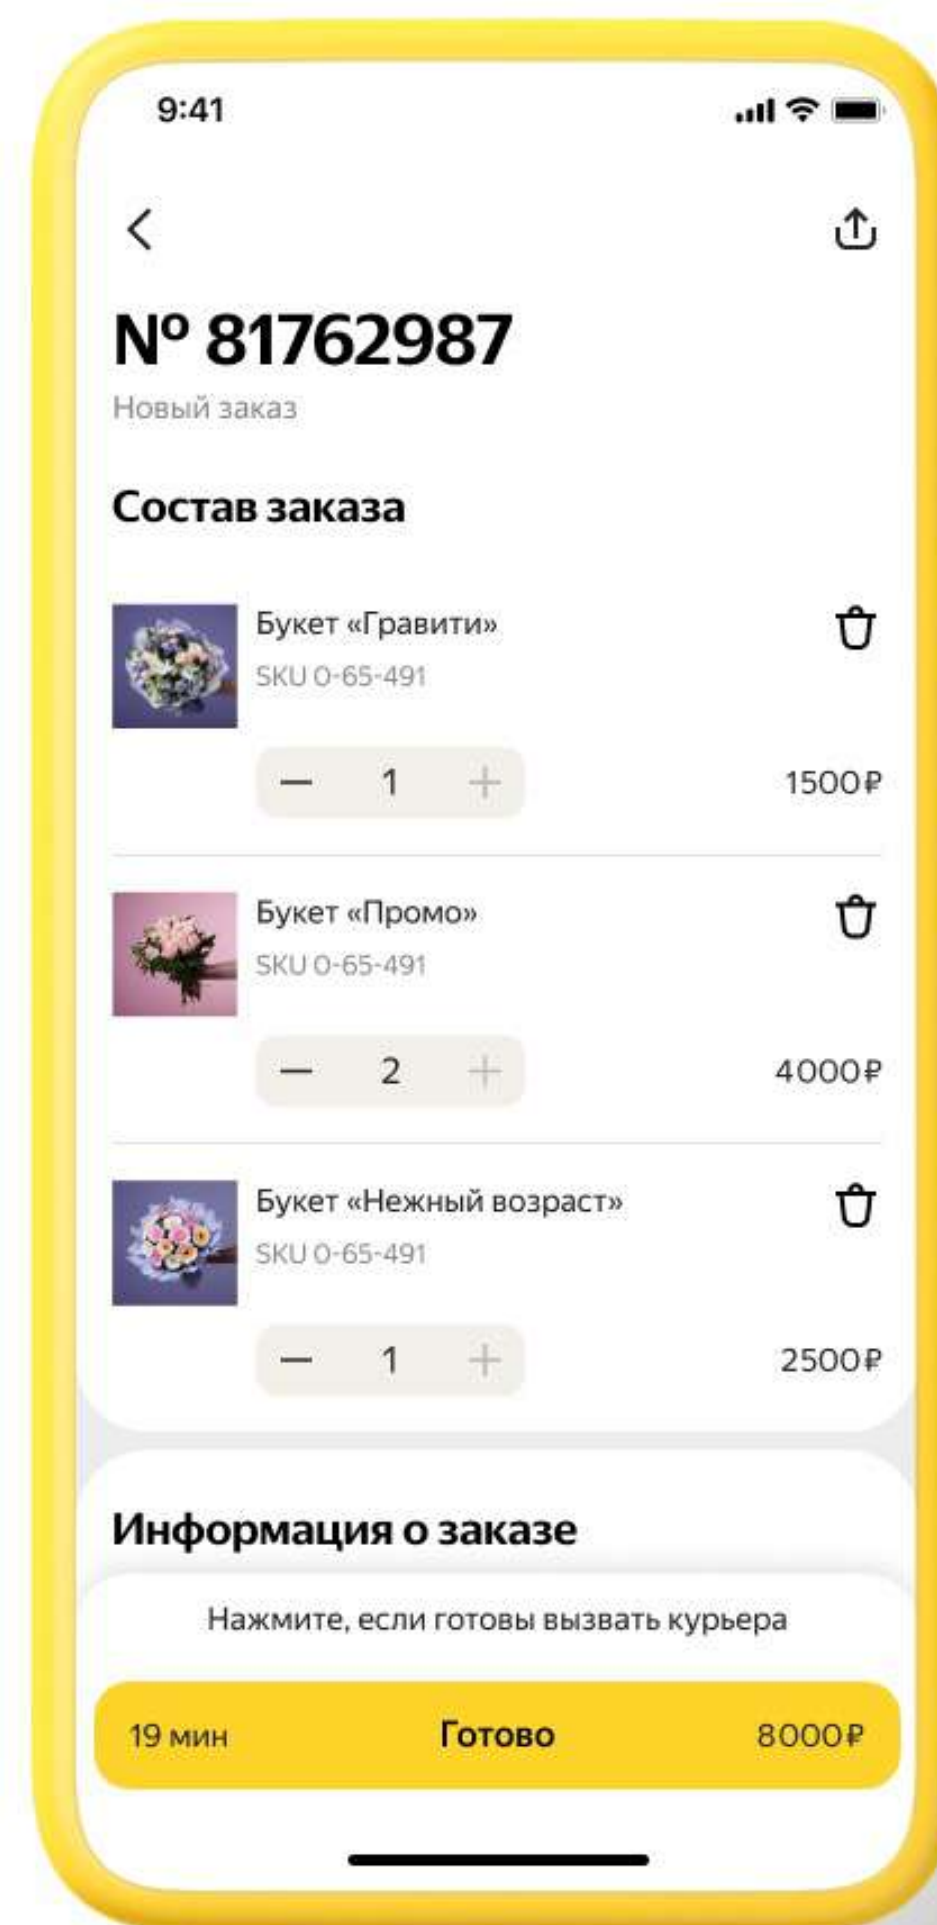 9:41
Nº 81762987
Новый заказ
Состав заказа
Букет «Гравити»
SKU 0-65-491
— 1 +
1500₽
Букет «Промо»
SKU 0-65-491
— 2 +
4000₽
Букет «Нежный возраст»
SKU 0-65-491
— 1 +
2500₽
Информация о заказе
Нажмите, если готовы вызвать курьера
19 мин Готово 8000₽